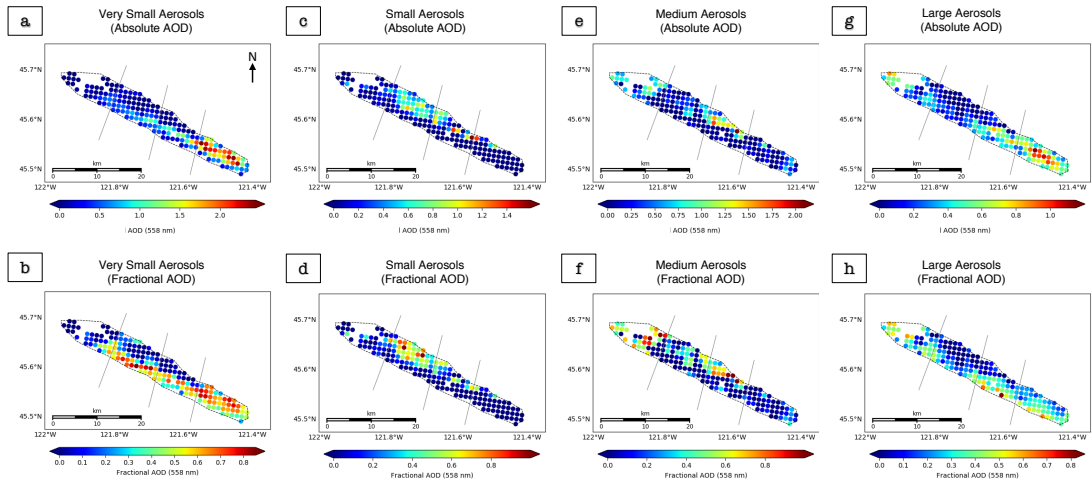 a
Very Small Aerosols
(Absolute AOD)
N
45.7°N
45.6°N
45.5°N
km
0 10 20
122°W 121.8°W 121.6°W 121.4°W
0.0 0.5 1.0 1.5 2.0
l AOD (558 nm)
c
Small Aerosols
(Absolute AOD)
45.7°N
45.6°N
45.5°N
km
0 10 20
122°W 121.8°W 121.6°W 121.4°W
0.0 0.2 0.4 0.6 0.8 1.0 1.2 1.4
l AOD (558 nm)
e
Medium Aerosols
(Absolute AOD)
45.7°N
45.6°N
45.5°N
km
0 10 20
122°W 121.8°W 121.6°W 121.4°W
0.00 0.25 0.50 0.75 1.00 1.25 1.50 1.75 2.00
AOD (558 nm)
g
Large Aerosols
(Absolute AOD)
45.7°N
45.6°N
45.5°N
km
0 10 20
122°W 121.8°W 121.6°W 121.4°W
0.0 0.2 0.4 0.6 0.8 1.0
AOD (558 nm)
b
Very Small Aerosols
(Fractional AOD)
45.7°N
45.6°N
45.5°N
km
0 10 20
122°W 121.8°W 121.6°W 121.4°W
0.0 0.1 0.2 0.3 0.4 0.5 0.6 0.7 0.8
Fractional AOD (558 nm)
d
Small Aerosols
(Fractional AOD)
45.7°N
45.6°N
45.5°N
km
0 10 20
122°W 121.8°W 121.6°W 121.4°W
0.0 0.2 0.4 0.6 0.8
Fractional AOD (558 nm)
f
Medium Aerosols
(Fractional AOD)
45.7°N
45.6°N
45.5°N
km
0 10 20
122°W 121.8°W 121.6°W 121.4°W
0.0 0.2 0.4 0.6 0.8
Fractional AOD (558 nm)
h
Large Aerosols
(Fractional AOD)
45.7°N
45.6°N
45.5°N
km
0 10 20
122°W 121.8°W 121.6°W 121.4°W
0.0 0.1 0.2 0.3 0.4 0.5 0.6 0.7 0.8
Fractional AOD (558 nm)